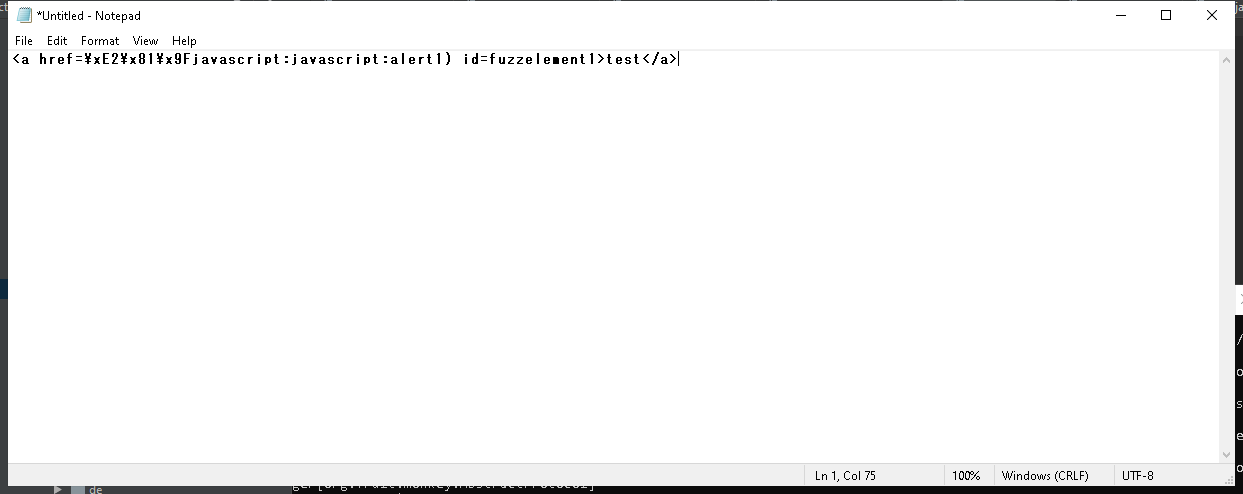 *Untitled - Notepad
File Edit Format View Help
<a href=¥xE2¥x81¥x9Fjavascript:javascript:alert1) id=fuzzelement1>test</a>
Ln 1, Col 75 100% Windows (CRLF) UTF-8
de